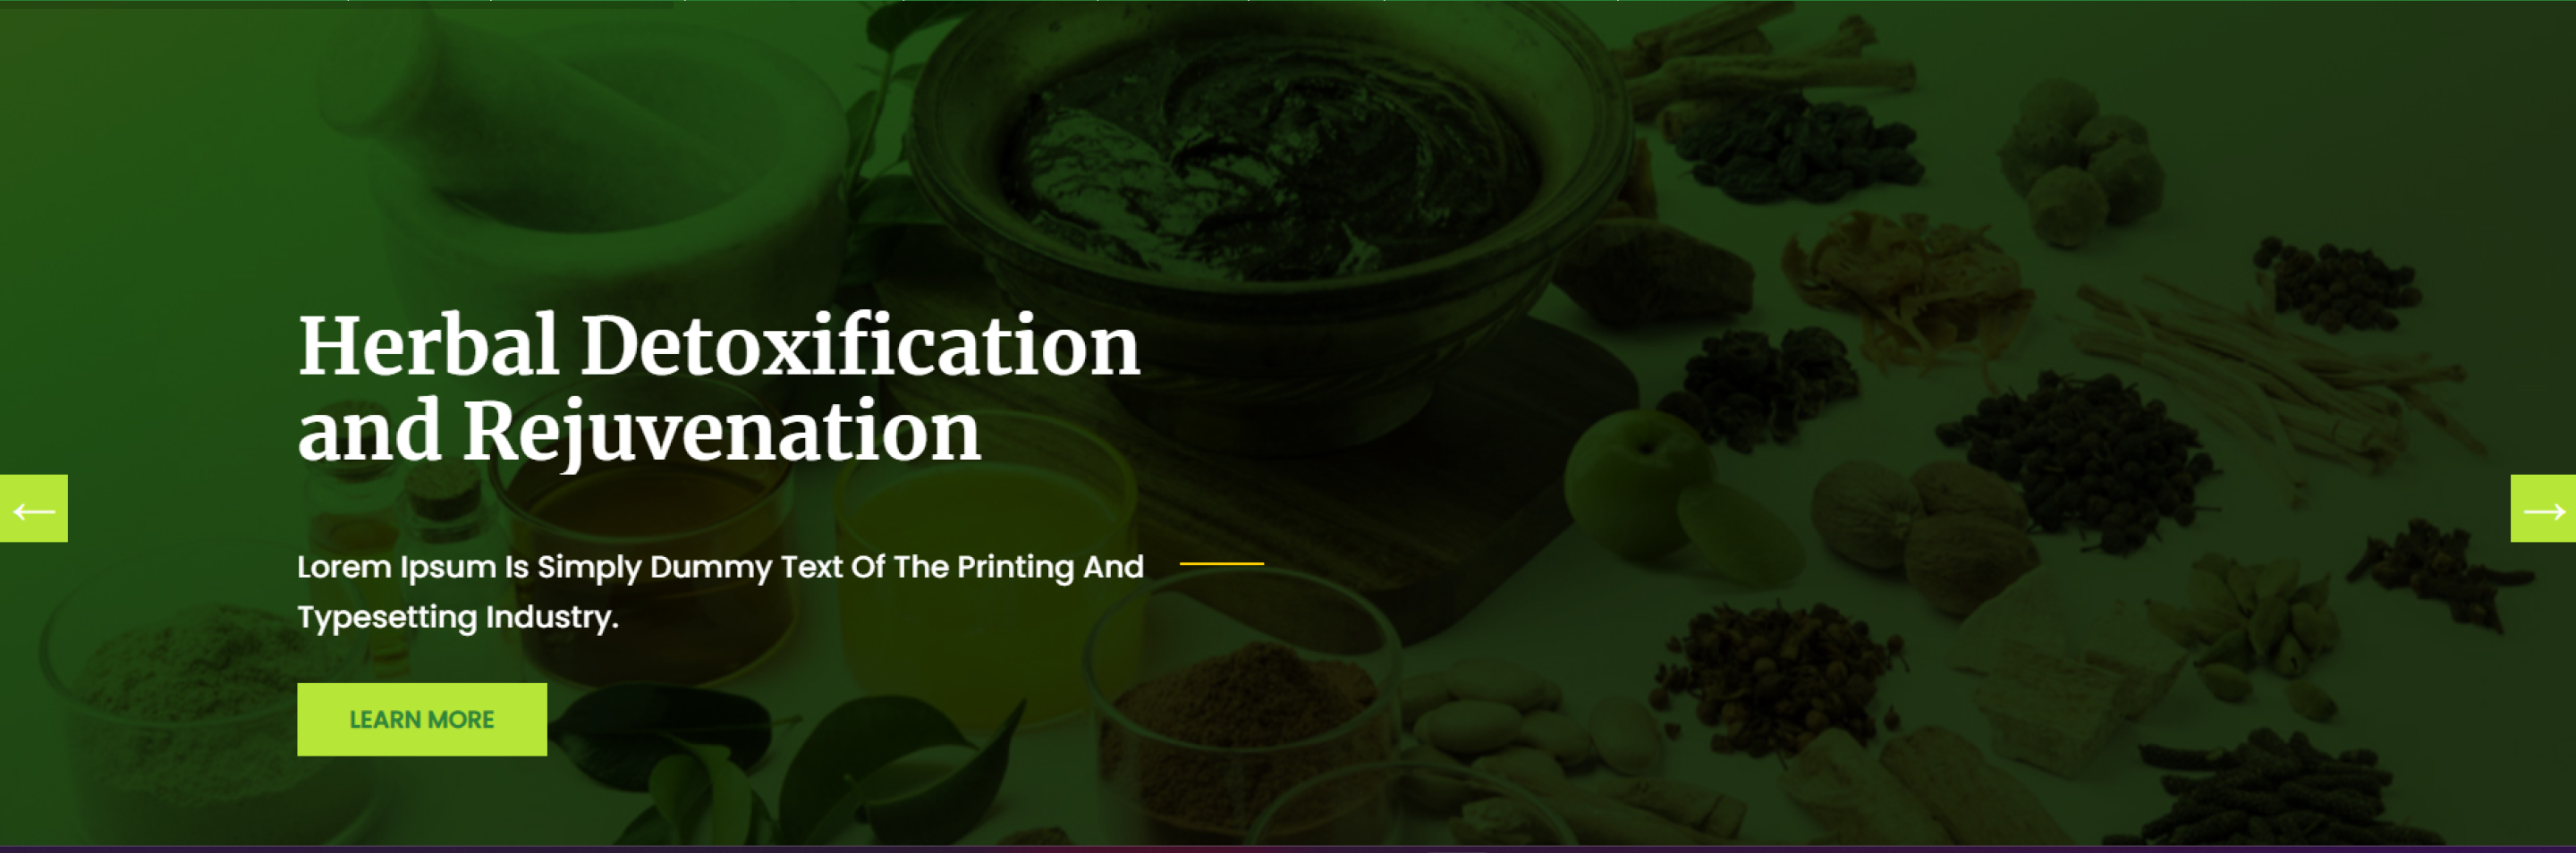 Herbal Detoxification
and Rejuvenation
Lorem Ipsum Is Simply Dummy Text Of The Printing And
Typesetting Industry.
LEARN MORE